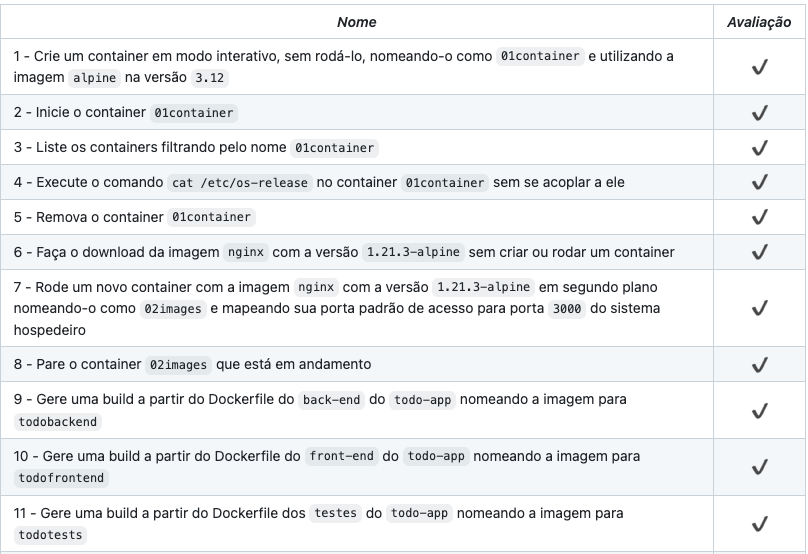 Nome Avaliação
1 - Crie um container em modo interativo, sem rodá-lo, nomeando-o como 01container e utilizando a
imagem alpine na versão 3.12
2 - Inicie o container 01container
3 - Liste os containers filtrando pelo nome 01container
4 - Execute o comando cat /etc/os-release no container 01container sem se acoplar a ele
5 - Remova o container 01container
6 - Faça o download da imagem nginx com a versão 1.21.3-alpine sem criar ou rodar um container
7 - Rode um novo container com a imagem nginx com a versão 1.21.3-alpine em segundo plano
nomeando-o como 02images e mapeando sua porta padrão de acesso para porta 3000 do sistema
hospedeiro
8 - Pare o container 02images que está em andamento
9 - Gere uma build a partir do Dockerfile do back-end do todo-app nomeando a imagem para
todobackend
10 - Gere uma build a partir do Dockerfile do front-end do todo-app nomeando a imagem para
todofrontend
11 - Gere uma build a partir do Dockerfile dos testes do todo-app nomeando a imagem para
todotests